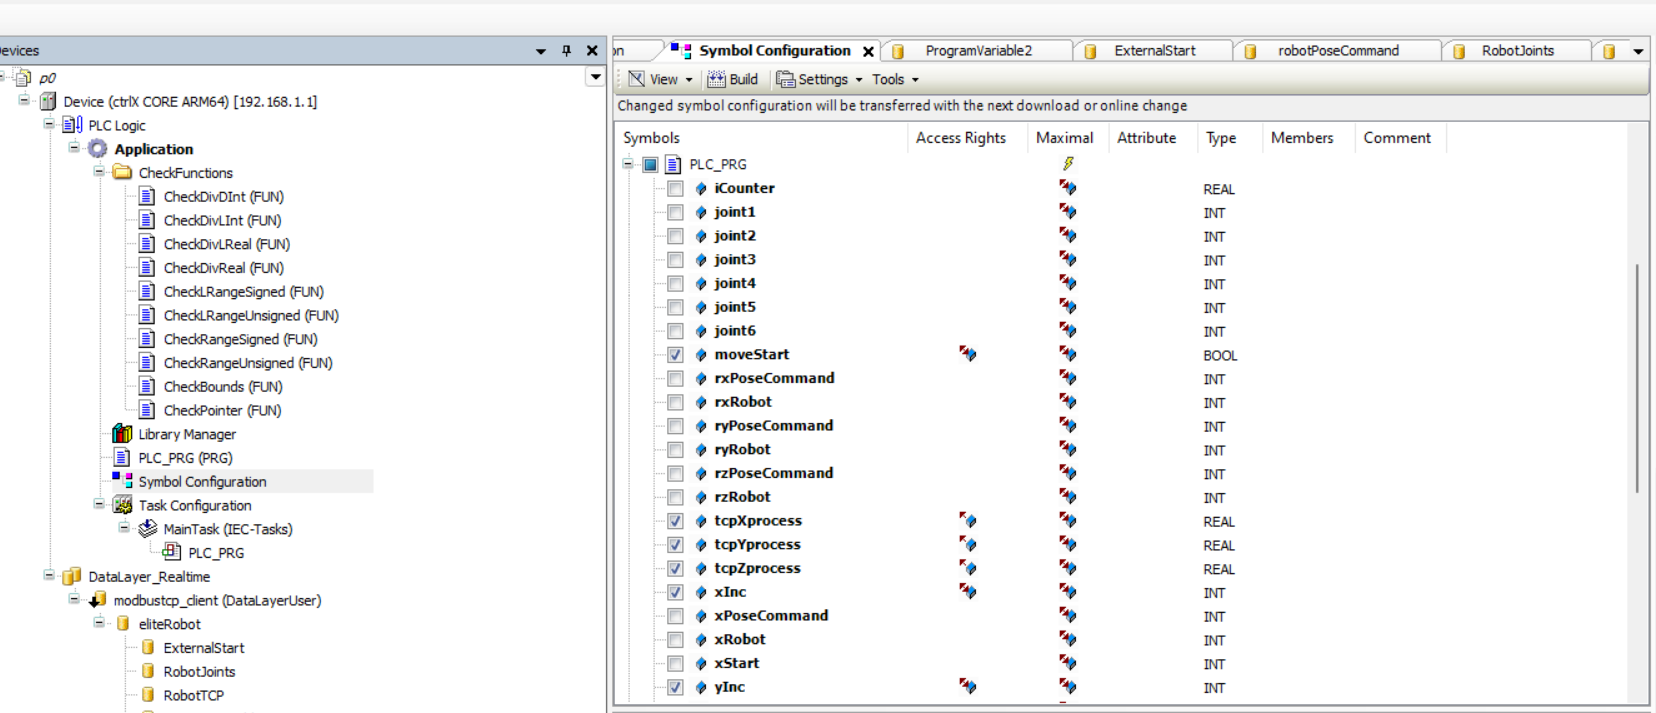 Devices
p0
Device (ctrlX CORE ARM64) [192.168.1.1]
PLC Logic
Application
CheckFunctions
CheckDivDInt (FUN)
CheckDivLInt (FUN)
CheckDivLReal (FUN)
CheckDivReal (FUN)
CheckLRangeSigned (FUN)
CheckLRangeUnsigned (FUN)
CheckRangeSigned (FUN)
CheckRangeUnsigned (FUN)
CheckBounds (FUN)
CheckPointer (FUN)
Library Manager
PLC_PRG (PRG)
Symbol Configuration
Task Configuration
MainTask (IEC-Tasks)
PLC_PRG
DataLayer_Realtime
modbustcp_client (DataLayerUser)
eliteRobot
ExternalStart
RobotJoints
RobotTCP
on Symbol Configuration ProgramVariable2 ExternalStart robotPoseCommand RobotJoints
View Build Settings Tools
Changed symbol configuration will be transferred with the next download or online change
Symbols Access Rights Maximal Attribute Type Members Comment
PLC_PRG
iCounter REAL
joint1 INT
joint2 INT
joint3 INT
joint4 INT
joint5 INT
joint6 INT
moveStart BOOL
rxPoseCommand INT
rxRobot INT
ryPoseCommand INT
ryRobot INT
rzPoseCommand INT
rzRobot INT
tcpXprocess REAL
tcpYprocess REAL
tcpZprocess REAL
xInc INT
xPoseCommand INT
xRobot INT
xStart INT
yInc INT